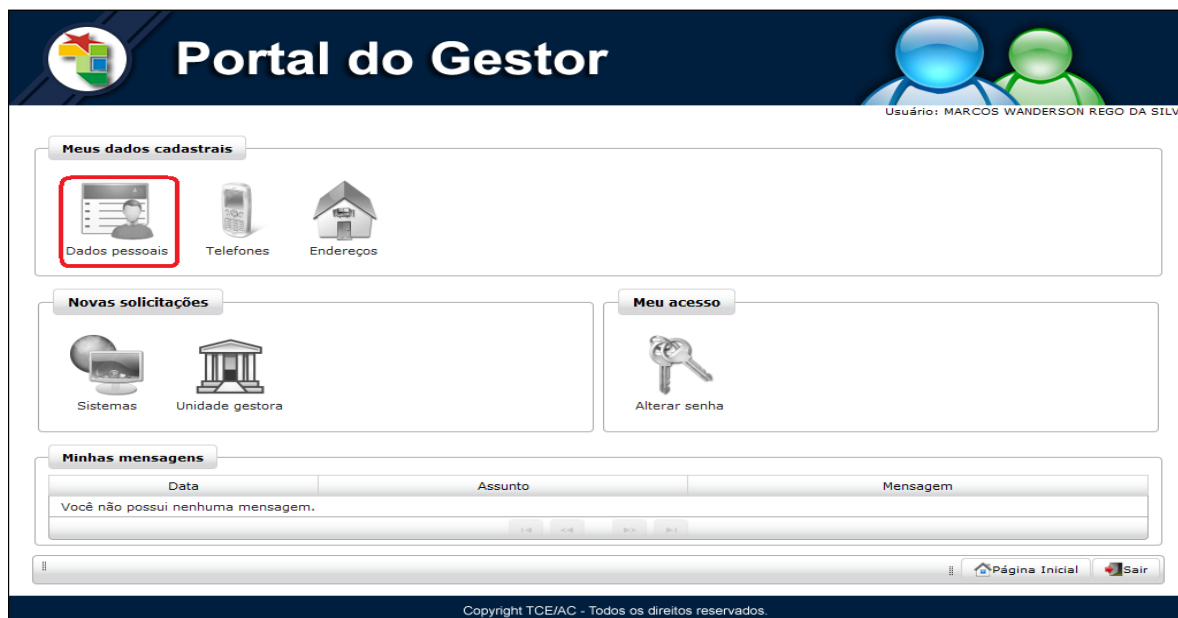 Portal do Gestor
Usuário: MARCOS WANDERSON REGO DA SILV
Meus dados cadastrais
Dados pessoais Telefones Endereços
Novas solicitações Meu acesso
Sistemas Unidade gestora Alterar senha
Minhas mensagens
Data Assunto Mensagem
Você não possui nenhuma mensagem.
Página Inicial Sair
Copyright TCE/AC - Todos os direitos reservados.